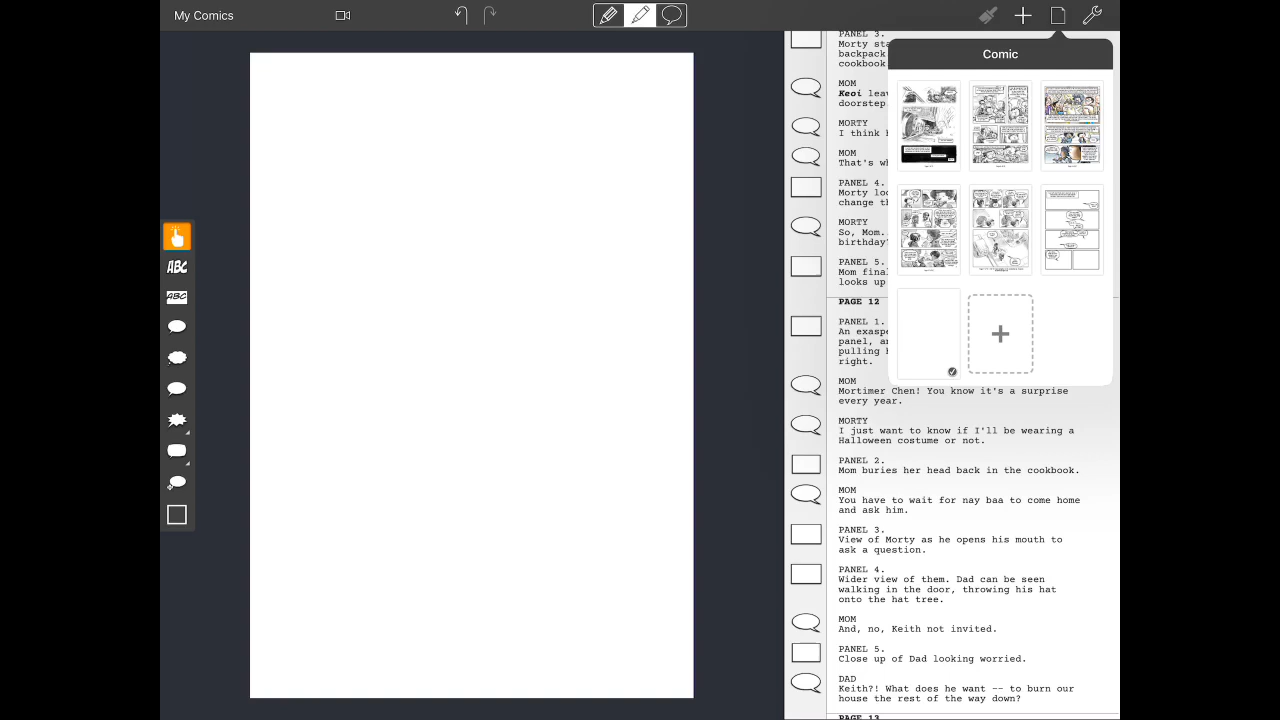 My Comics
Comic
PANEL 3.
Morty sta
backpack
cookbook
MOM
Keoi leav
doorstep
MORTY
I think h
MOM
That's wh
PANEL 4.
Morty loo
change th
MORTY
So, Mom.
birthday?
PANEL 5.
Mom final
looks up
PAGE 12
PANEL 1.
An exaspe
panel, an
pulling h
right.
MOM
Mortimer Chen! You know it's a surprise
every year.
MORTY
I just want to know if I'll be wearing a
Halloween costume or not.
PANEL 2.
Mom buries her head back in the cookbook.
MOM
You have to wait for nay baa to come home
and ask him.
PANEL 3.
View of Morty as he opens his mouth to
ask a question.
PANEL 4.
Wider view of them. Dad can be seen
walking in the door, throwing his hat
onto the hat tree.
MOM
And, no, Keith not invited.
PANEL 5.
Close up of Dad looking worried.
DAD
Keith?! What does he want -- to burn our
house the rest of the way down?
PAGE 13
ABC
ABC